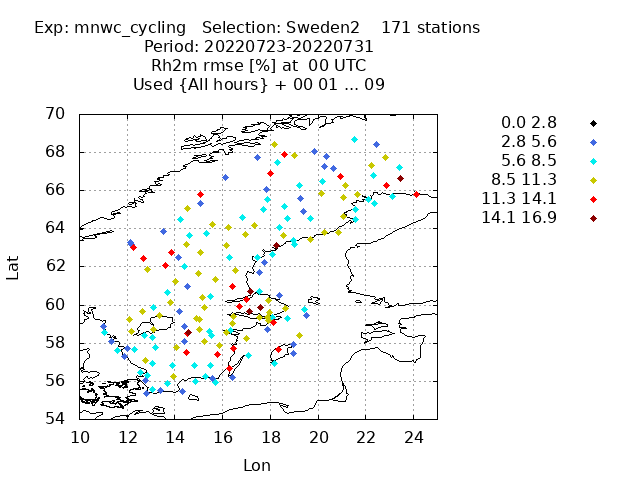 Exp: mnwc_cycling   Selection: Sweden2    171 stations
Period: 20220723-20220731
Rh2m rmse [%] at  00 UTC
Used {All hours} + 00 01 ... 09
70
68
66
64
62
60
58
56
54
Lat
10 12 14 16 18 20 22 24
Lon
0.0 2.8
2.8 5.6
5.6 8.5
8.5 11.3
11.3 14.1
14.1 16.9